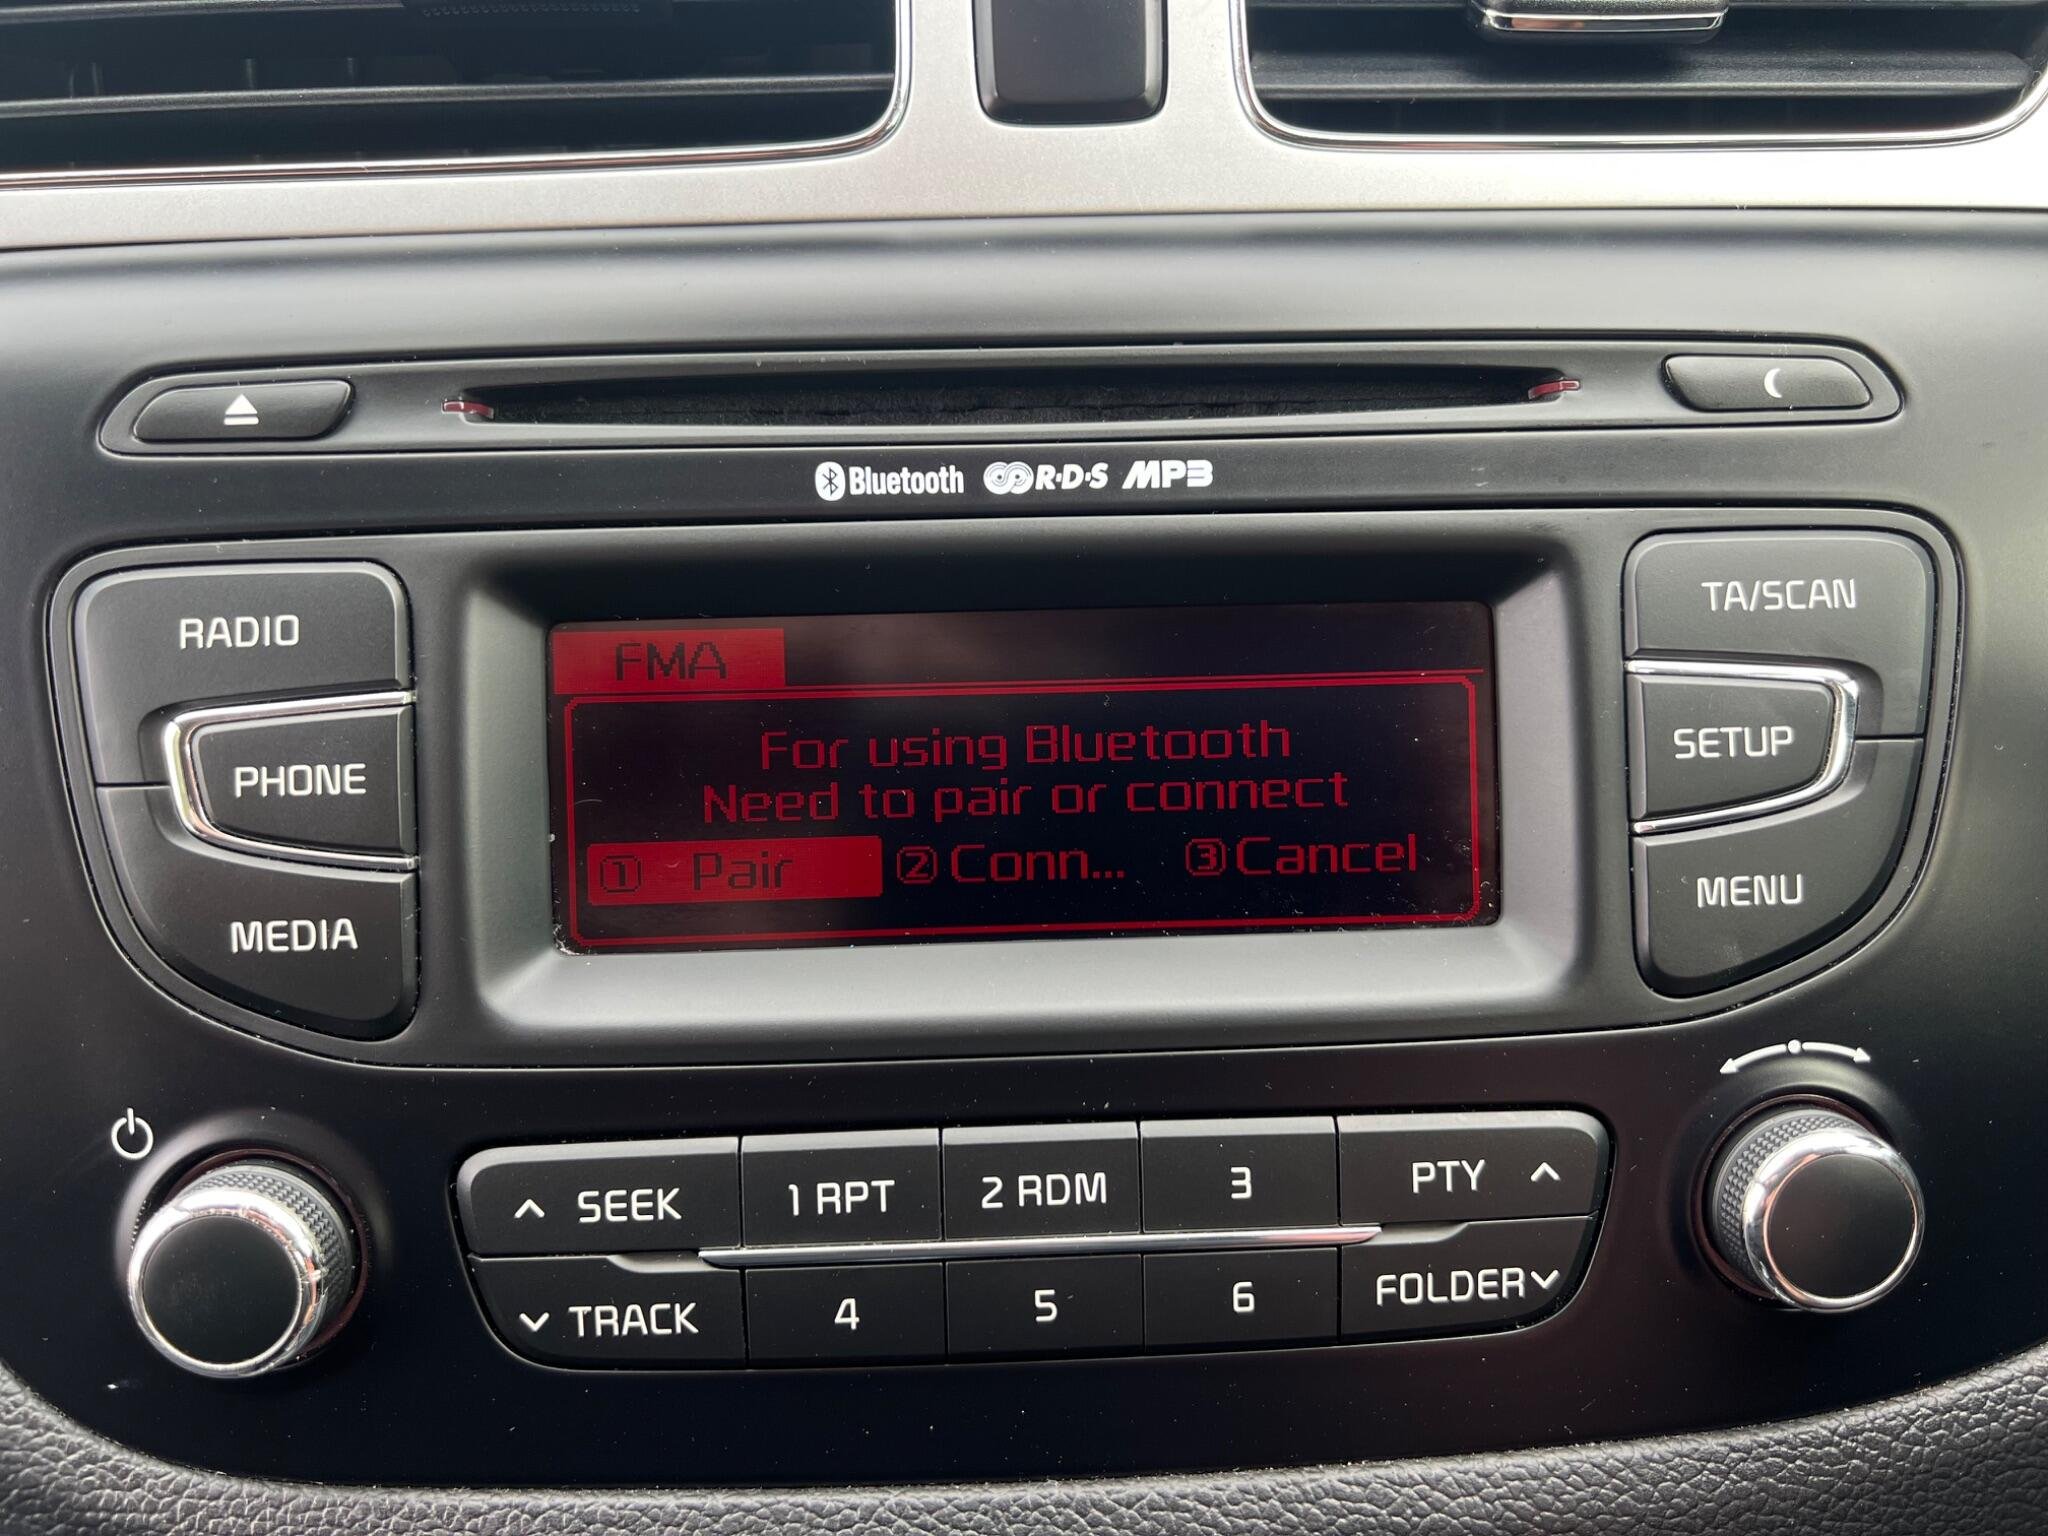 Bluetooth R·D·S MP3
RADIO
PHONE
MEDIA
FMA
For using Bluetooth
Need to pair or connect
① Pair ② Conn... ③ Cancel
TA/SCAN
SETUP
MENU
SEEK 1 RPT 2 RDM 3 PTY
TRACK 4 5 6 FOLDER